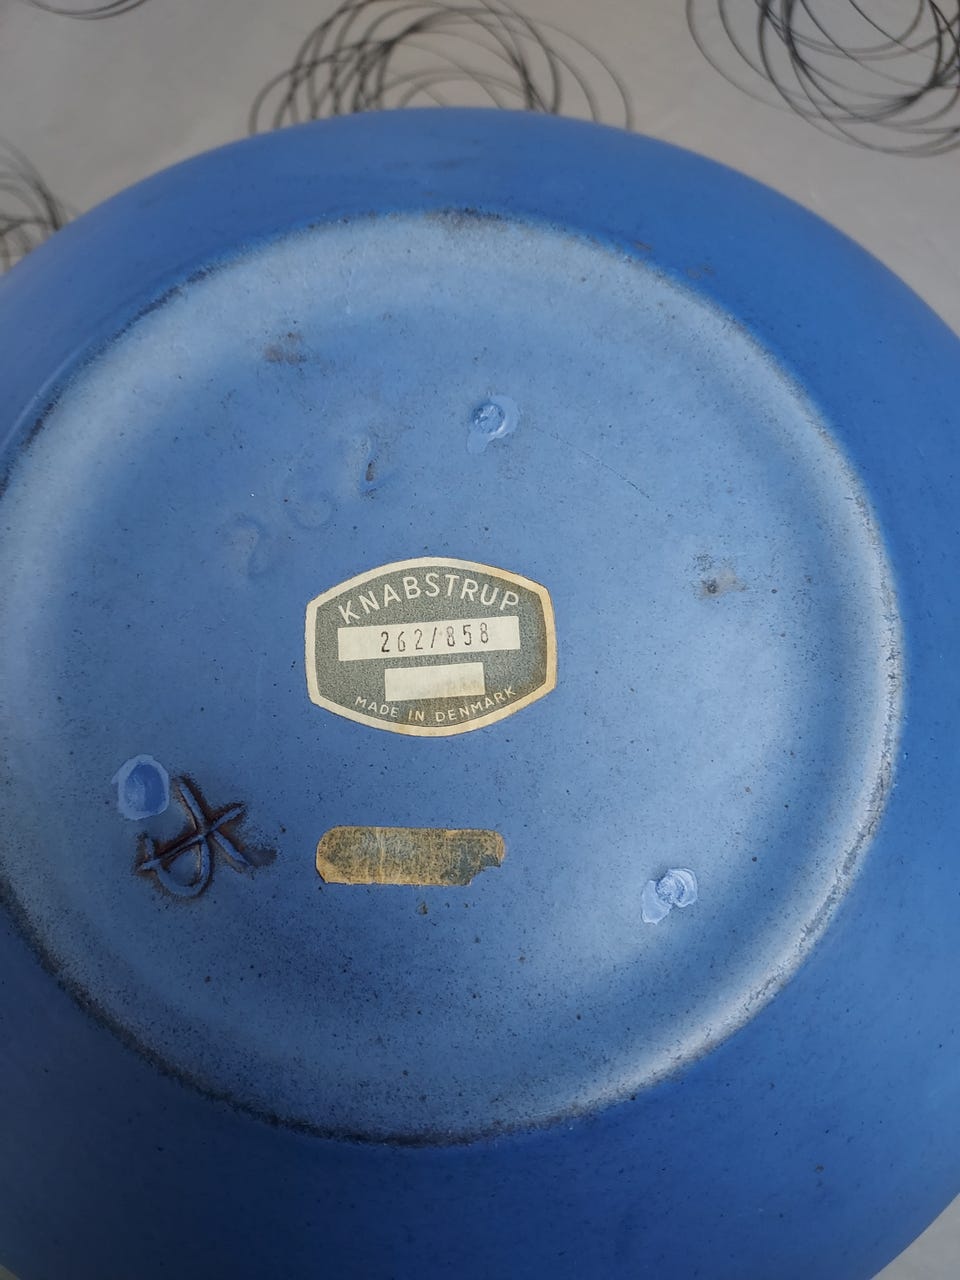 262
KNABSTRUP
262/858
MADE IN DENMARK